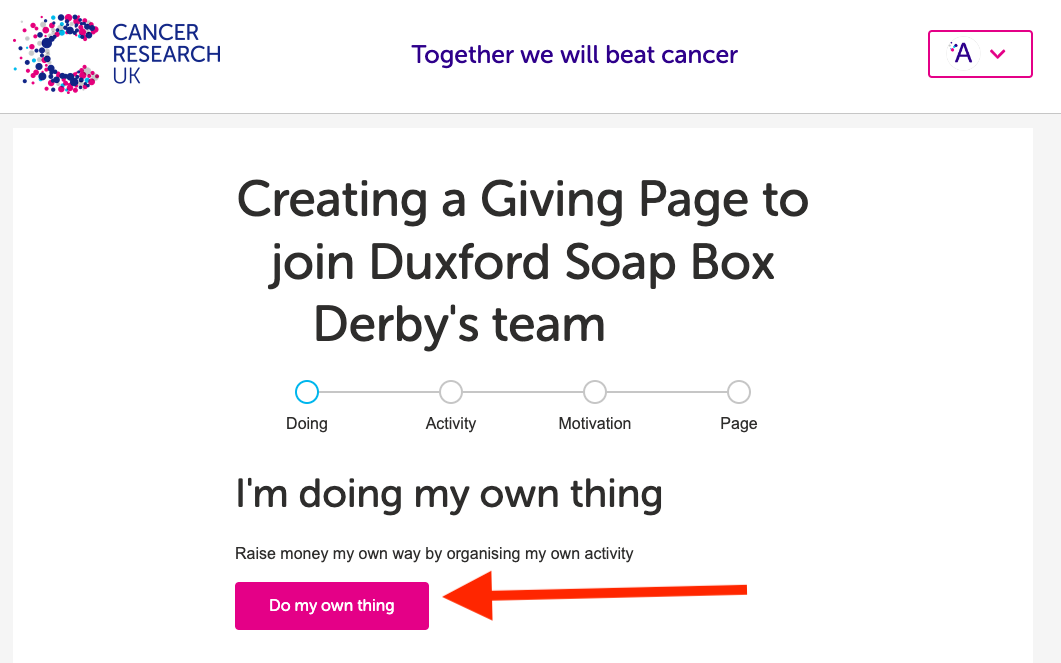 CANCER
RESEARCH
UK
Together we will beat cancer
A
Creating a Giving Page to
join Duxford Soap Box
Derby's team
Doing
Activity
Motivation
Page
I'm doing my own thing
Raise money my own way by organising my own activity
Do my own thing